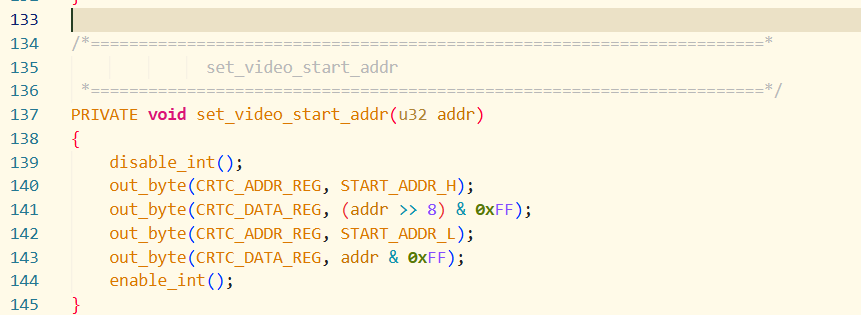 133
134 /*======================================================================*
135                           set_video_start_addr
136  *======================================================================*/
137 PRIVATE void set_video_start_addr(u32 addr)
138 {
139     disable_int();
140     out_byte(CRTC_ADDR_REG, START_ADDR_H);
141     out_byte(CRTC_DATA_REG, (addr >> 8) & 0xFF);
142     out_byte(CRTC_ADDR_REG, START_ADDR_L);
143     out_byte(CRTC_DATA_REG, addr & 0xFF);
144     enable_int();
145 }